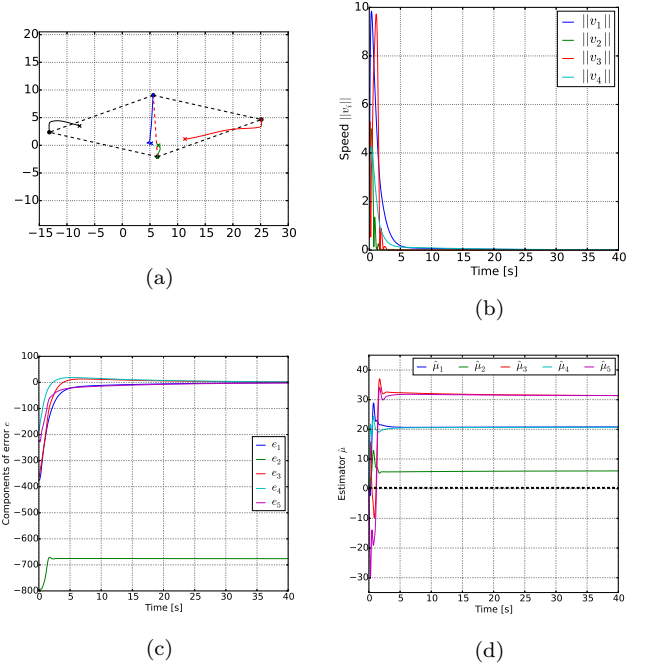 20
15
10
5
0
−5
−10
−15 −10 −5 0 5 10 15 20 25 30
(a)
10
8
6
4
2
0
Speed ||v_i||
||v_1||
||v_2||
||v_3||
||v_4||
0 5 10 15 20 25 30 35 40
Time [s]
(b)
100
0
−100
−200
−300
−400
−500
−600
−700
−800
Components of error e
e_1
e_2
e_3
e_4
e_5
0 5 10 15 20 25 30 35 40
Time [s]
(c)
μ̂_1 μ̂_2 μ̂_3 μ̂_4 μ̂_5
40
30
20
10
0
−10
−20
−30
Estimator μ̂
0 5 10 15 20 25 30 35 40
Time [s]
(d)